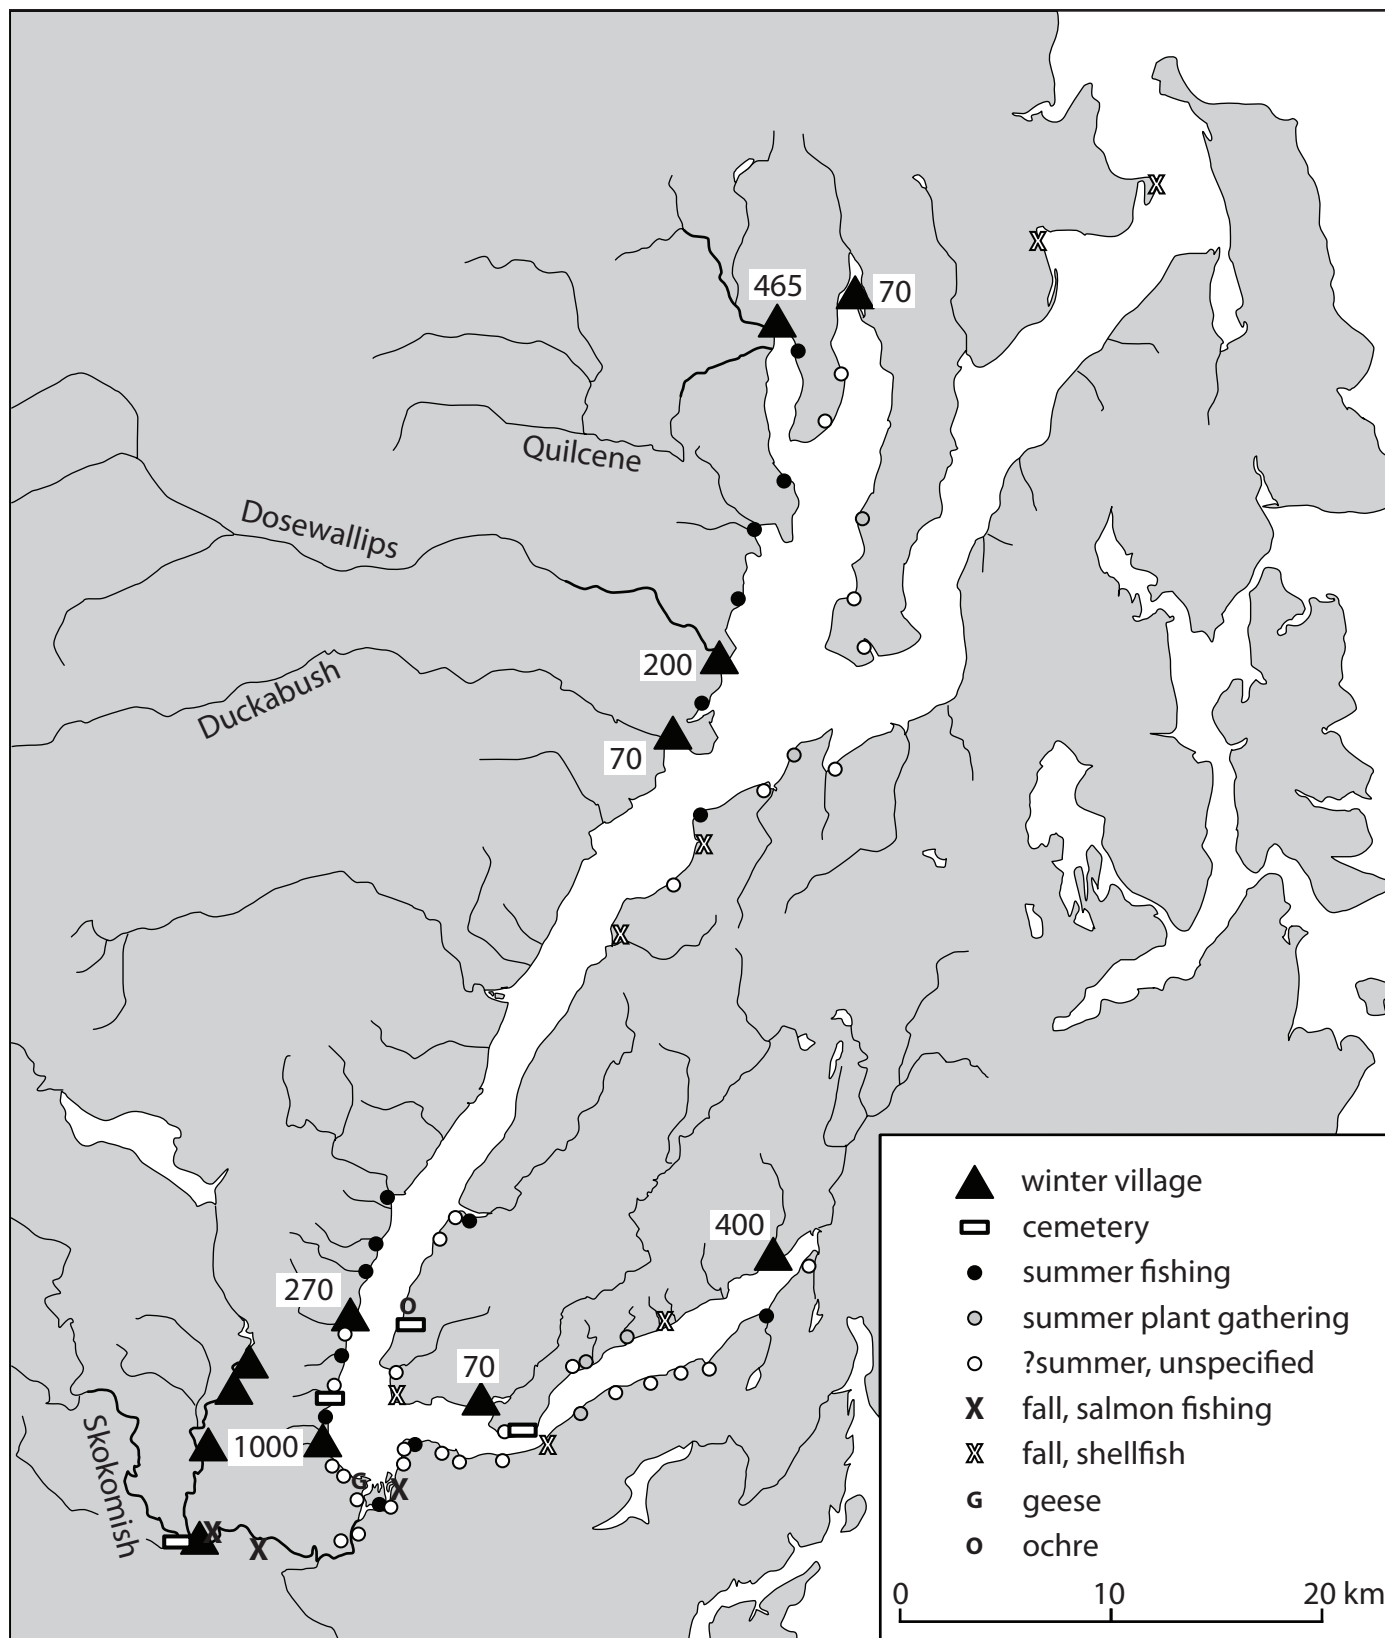 465
70
Quilcene
Dosewallips
200
Duckabush
70
400
270
O
70
1000
Skokomish
G
X
X
X
winter village
cemetery
summer fishing
summer plant gathering
?summer, unspecified
X fall, salmon fishing
X fall, shellfish
G geese
O ochre
0 10 20 km